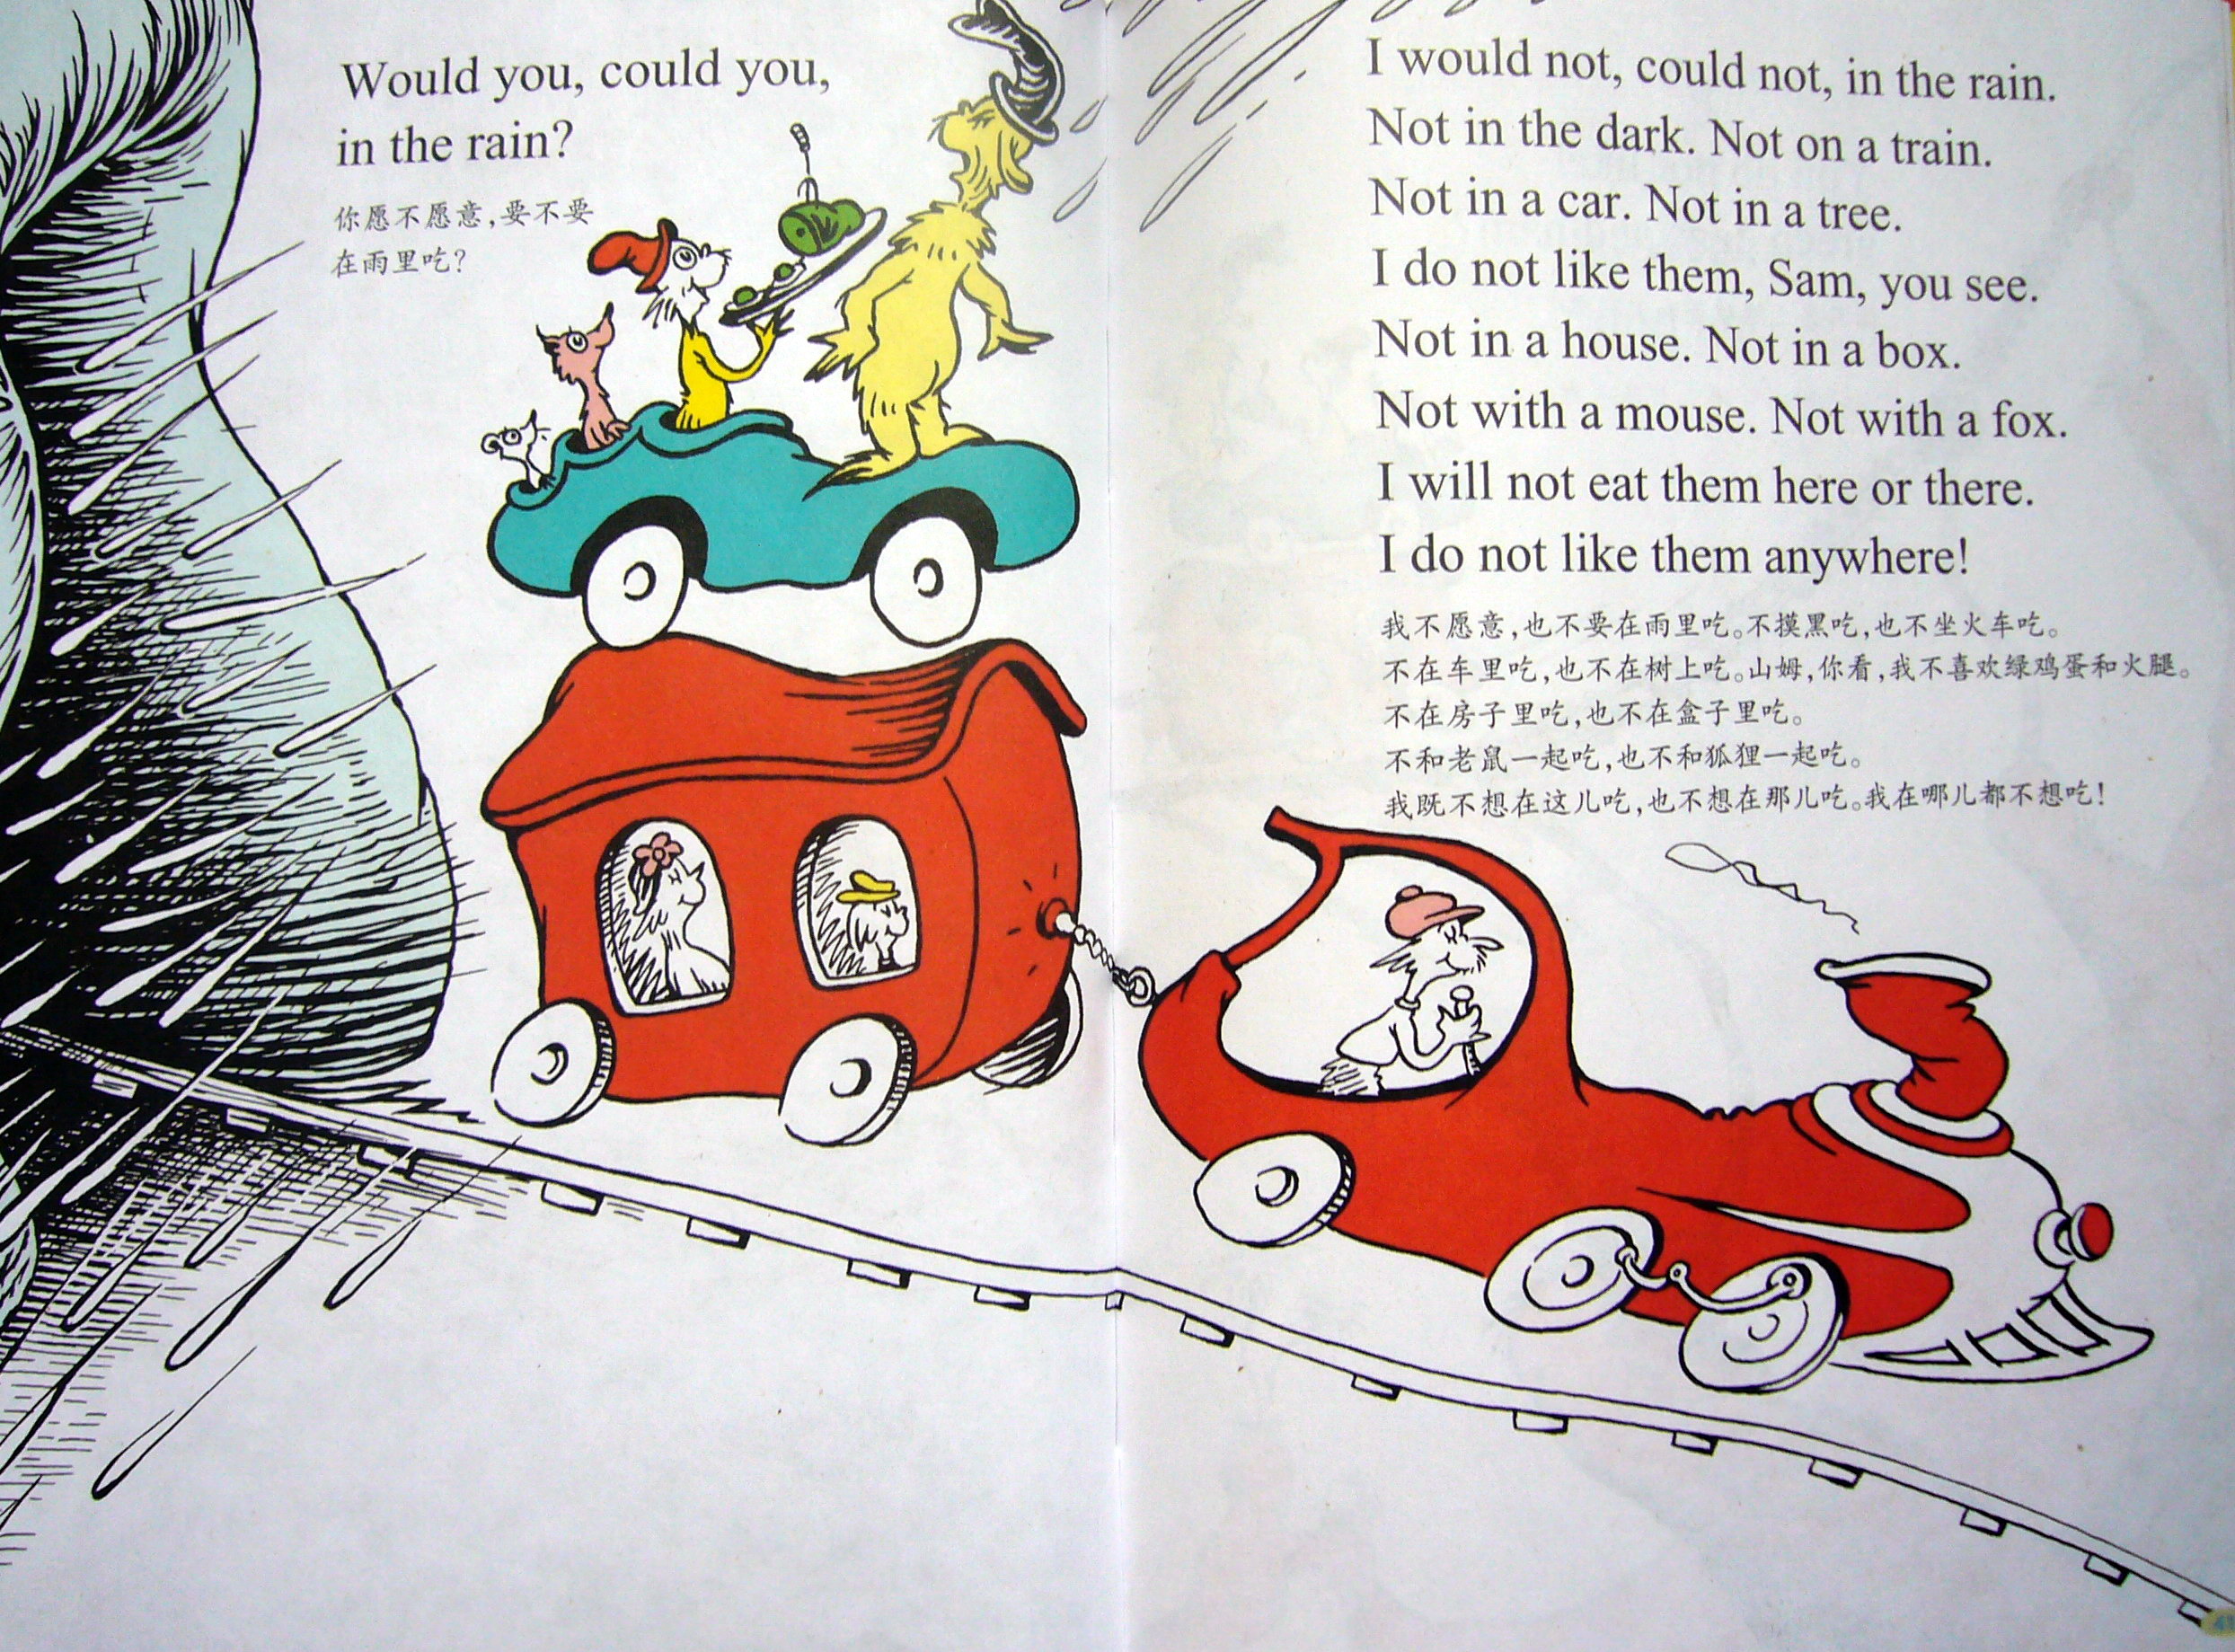 Would you, could you,
in the rain?
你愿不愿意,要不要
在雨里吃?
I would not, could not, in the rain.
Not in the dark. Not on a train.
Not in a car. Not in a tree.
I do not like them, Sam, you see.
Not in a house. Not in a box.
Not with a mouse. Not with a fox.
I will not eat them here or there.
I do not like them anywhere!
我不愿意,也不要在雨里吃。不摸黑吃,也不坐火车吃。
不在车里吃,也不在树上吃。山姆,你看,我不喜欢绿鸡蛋和火腿。
不在房子里吃,也不在盒子里吃。
不和老鼠一起吃,也不和狐狸一起吃。
我既不想在这儿吃,也不想在那儿吃。我在哪儿都不想吃!